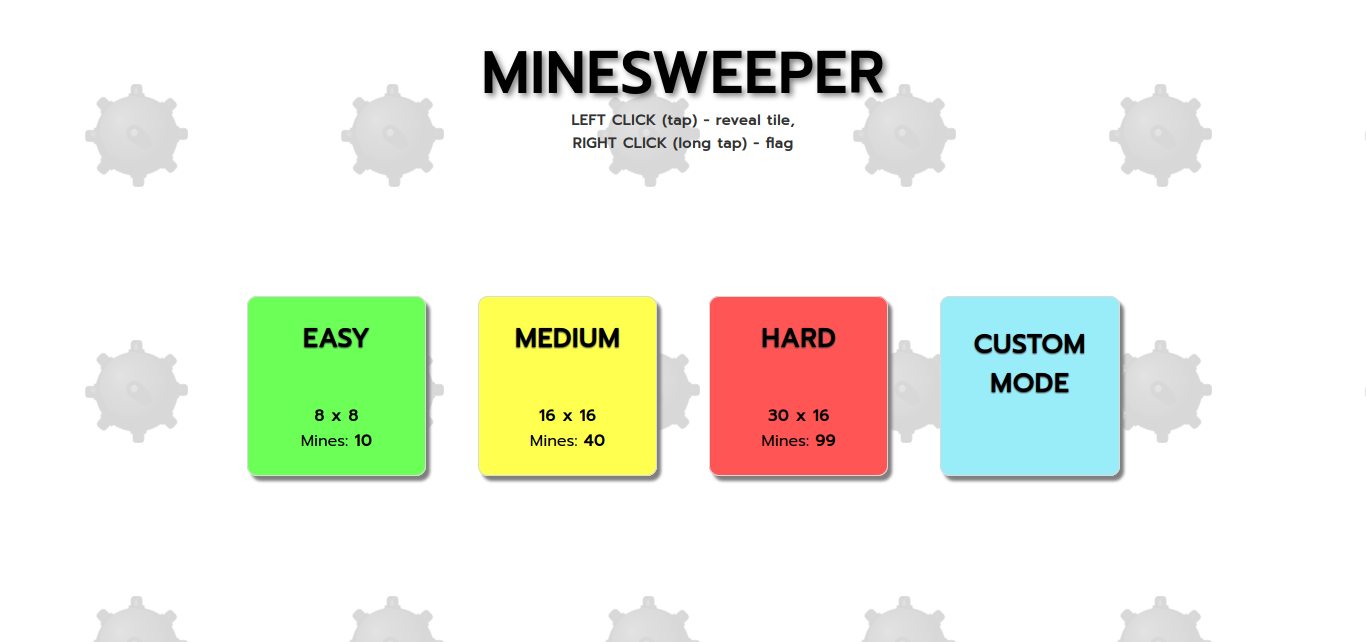 MINESWEEPER
LEFT CLICK (tap) - reveal tile,
RIGHT CLICK (long tap) - flag
EASY
8 x 8
Mines: 10
MEDIUM
16 x 16
Mines: 40
HARD
30 x 16
Mines: 99
CUSTOM
MODE